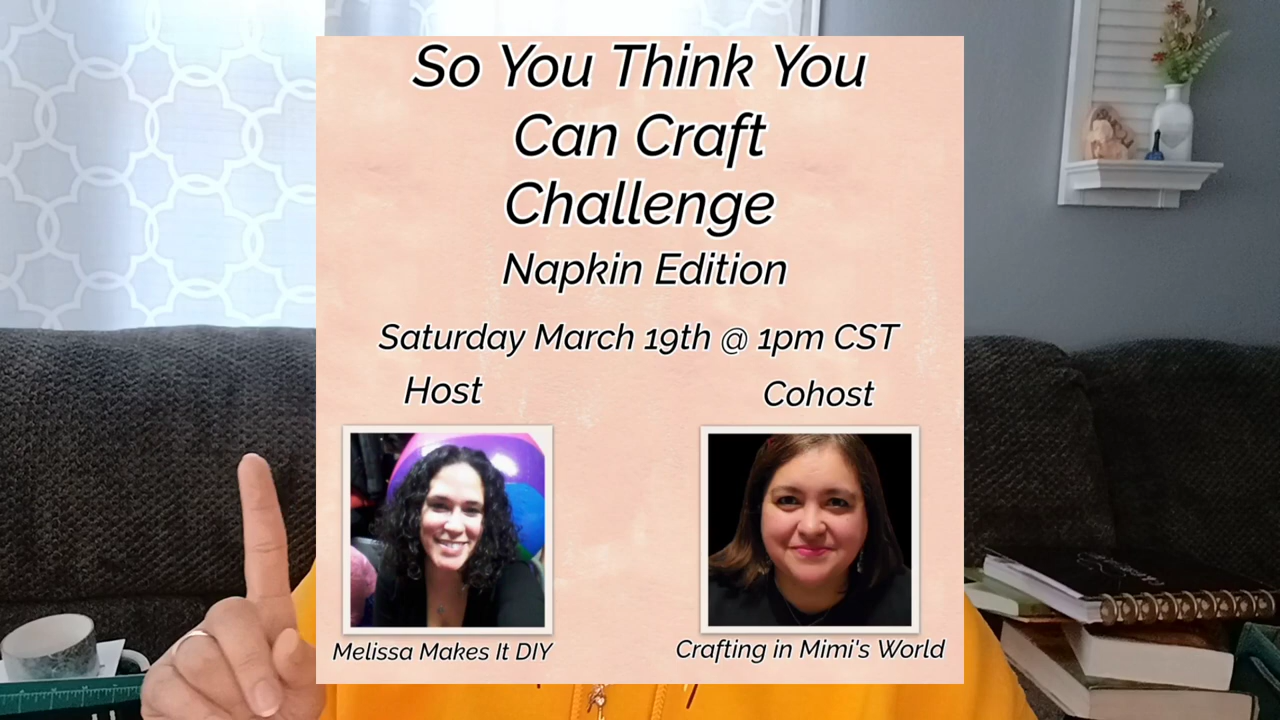 So You Think You
Can Craft
Challenge
Napkin Edition
Saturday March 19th @ 1pm CST
Host
Cohost
Melissa Makes It DIY
Crafting in Mimi's World